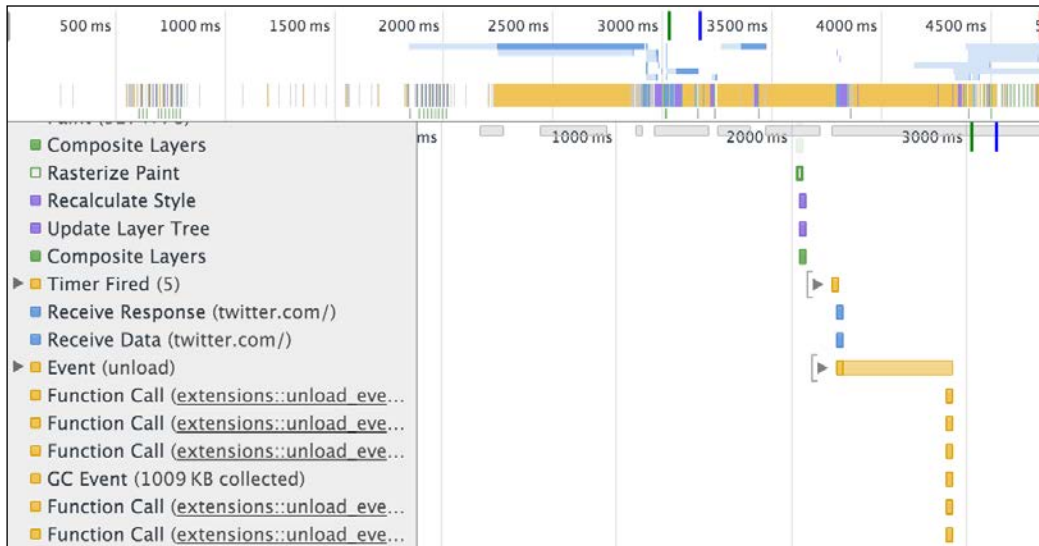 500 ms 1000 ms 1500 ms 2000 ms 2500 ms 3000 ms 3500 ms 4000 ms 4500 ms
ms 1000 ms 2000 ms 3000 ms
Composite Layers
Rasterize Paint
Recalculate Style
Update Layer Tree
Composite Layers
Timer Fired (5)
Receive Response (twitter.com/)
Receive Data (twitter.com/)
Event (unload)
Function Call (extensions::unload_eve...
Function Call (extensions::unload_eve...
Function Call (extensions::unload_eve...
GC Event (1009 KB collected)
Function Call (extensions::unload_eve...
Function Call (extensions::unload_eve...